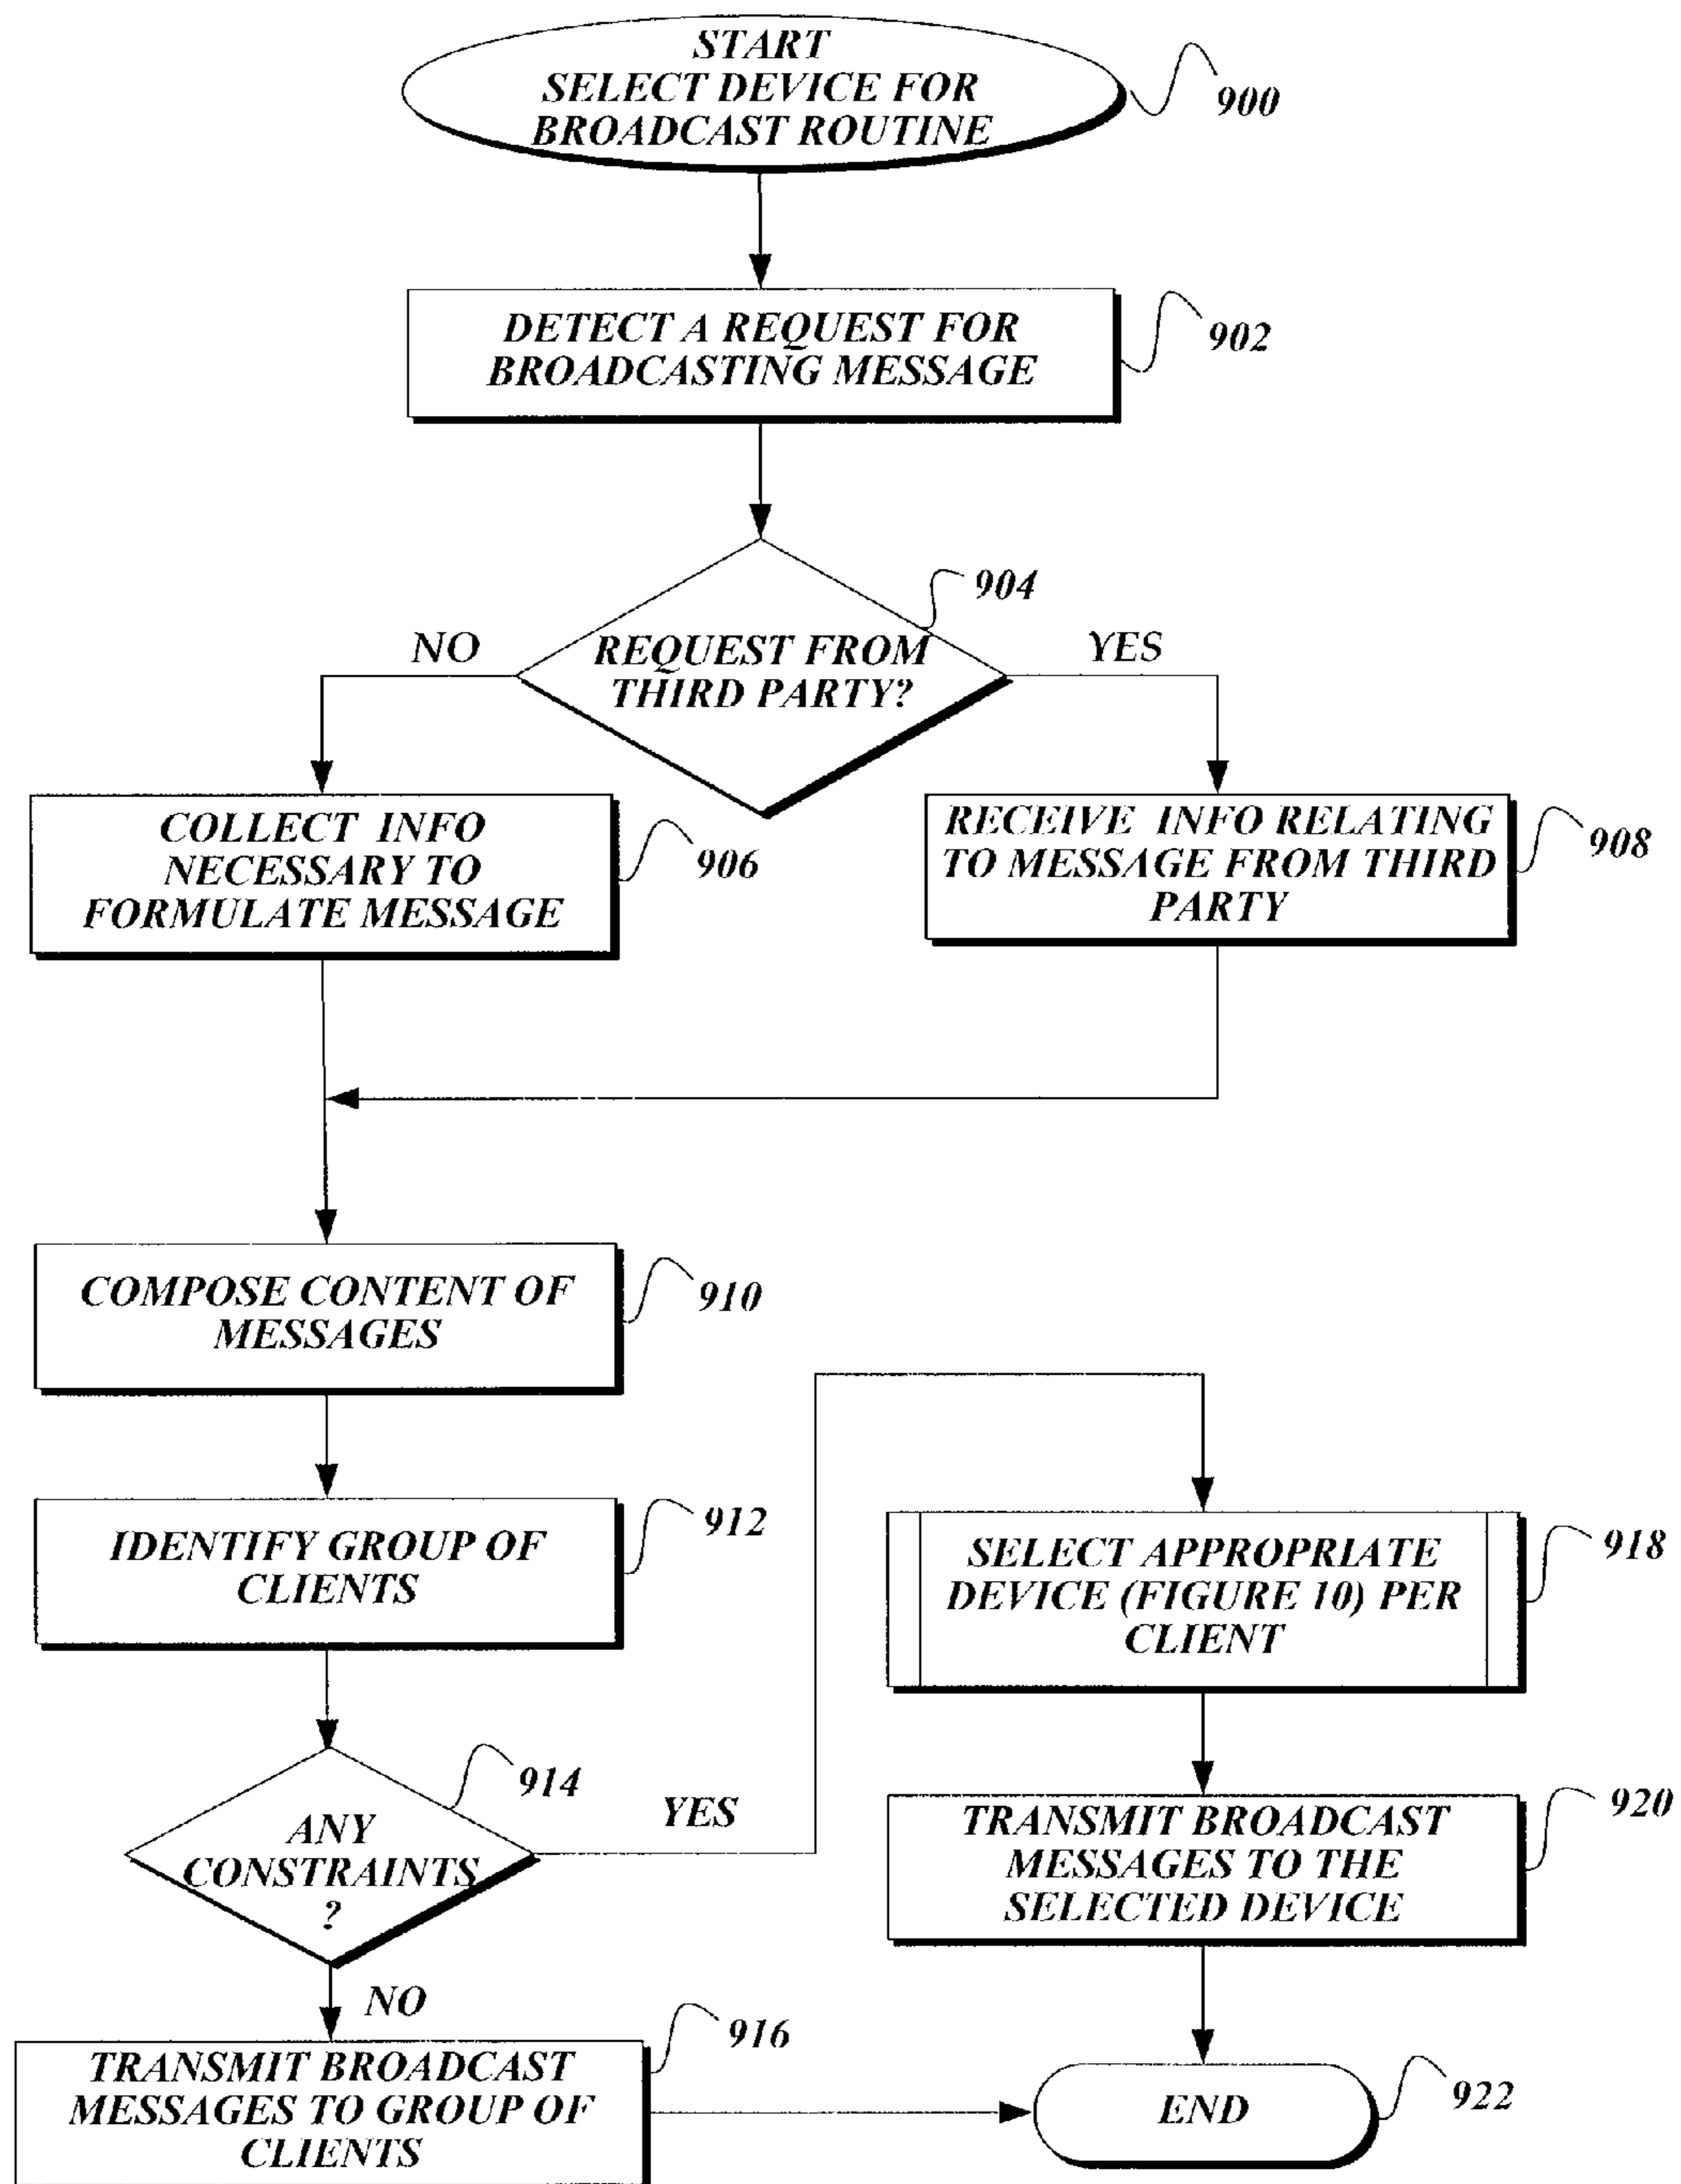 START
SELECT DEVICE FOR
BROADCAST ROUTINE
900
DETECT A REQUEST FOR
BROADCASTING MESSAGE
902
904
NO
REQUEST FROM
THIRD PARTY?
YES
COLLECT INFO
NECESSARY TO
FORMULATE MESSAGE
906
RECEIVE INFO RELATING
TO MESSAGE FROM THIRD
PARTY
908
COMPOSE CONTENT OF
MESSAGES
910
IDENTIFY GROUP OF
CLIENTS
912
SELECT APPROPRIATE
DEVICE (FIGURE 10) PER
CLIENT
918
914
ANY
CONSTRAINTS
?
YES
NO
TRANSMIT BROADCAST
MESSAGES TO THE
SELECTED DEVICE
920
TRANSMIT BROADCAST
MESSAGES TO GROUP OF
CLIENTS
916
END
922